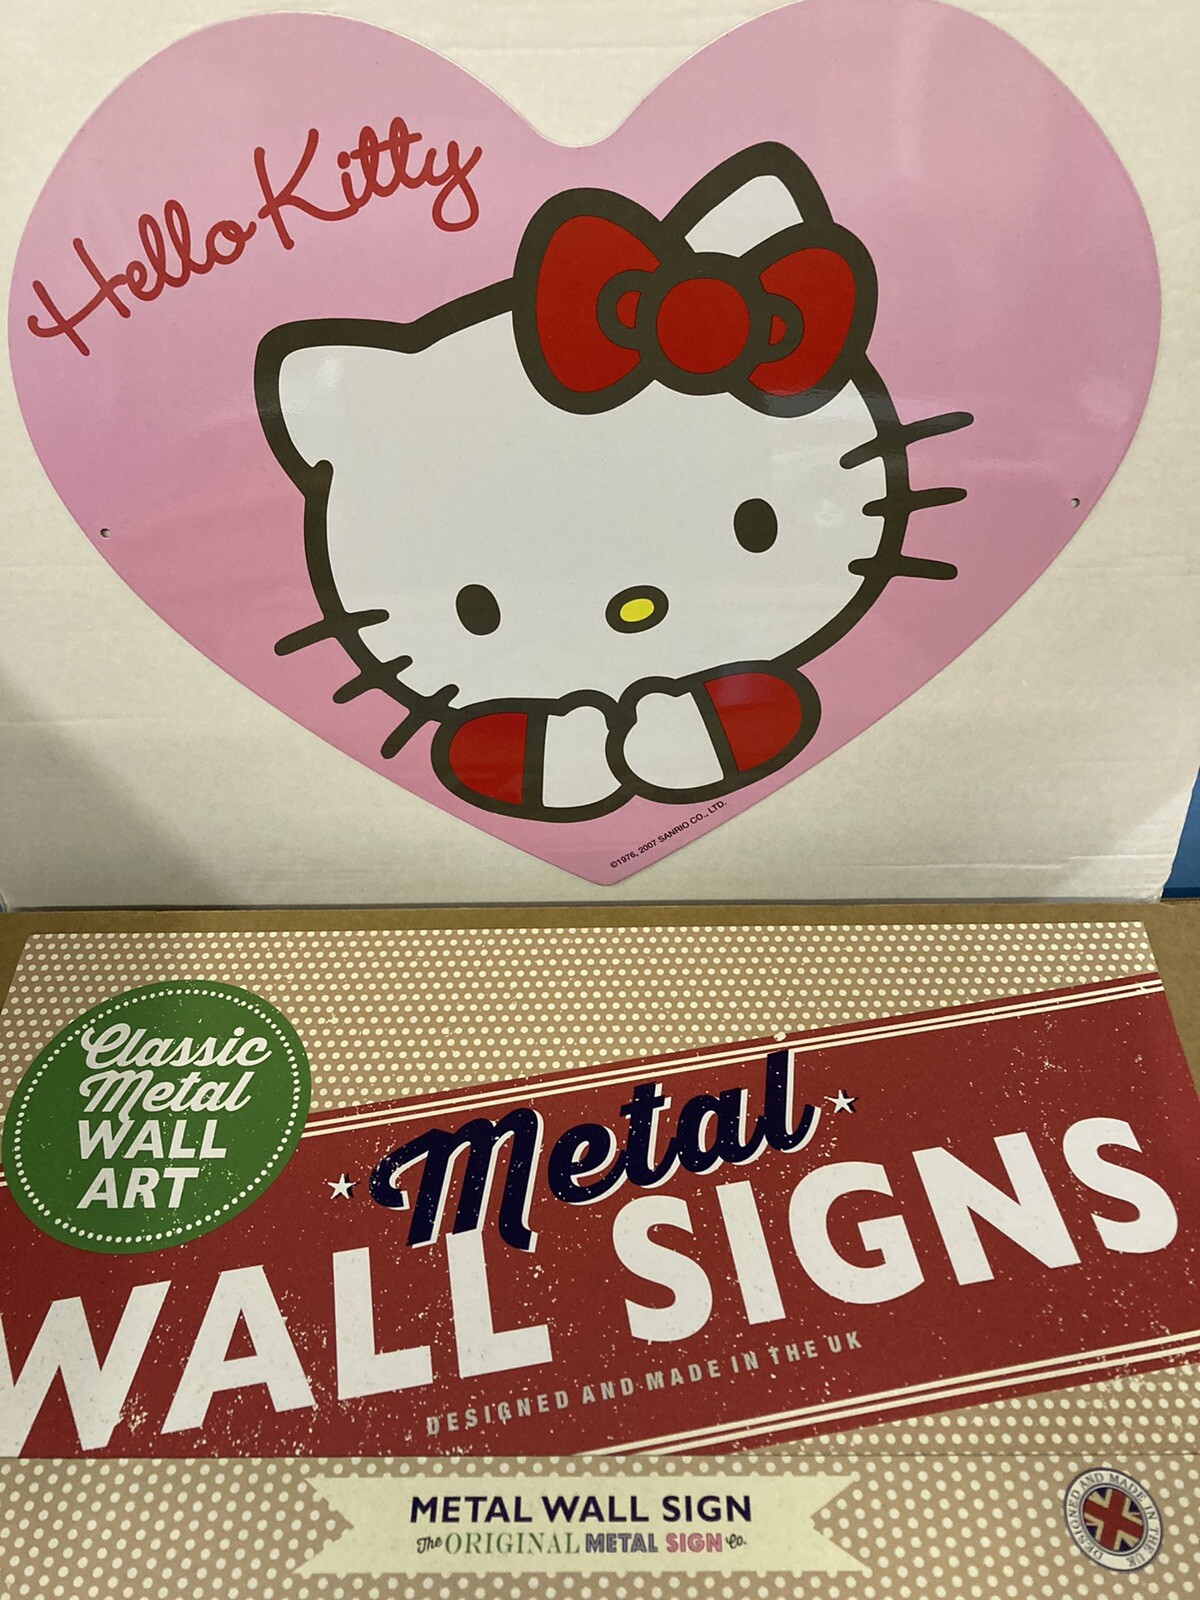 Hello Kitty
©1976, 2007 SANRIO CO., LTD.
Classic
Metal
WALL
ART
Metal
WALL SIGNS
DESIGNED AND MADE IN THE UK
METAL WALL SIGN
The ORIGINAL METAL SIGN Co.
DESIGNED AND MADE IN THE UK